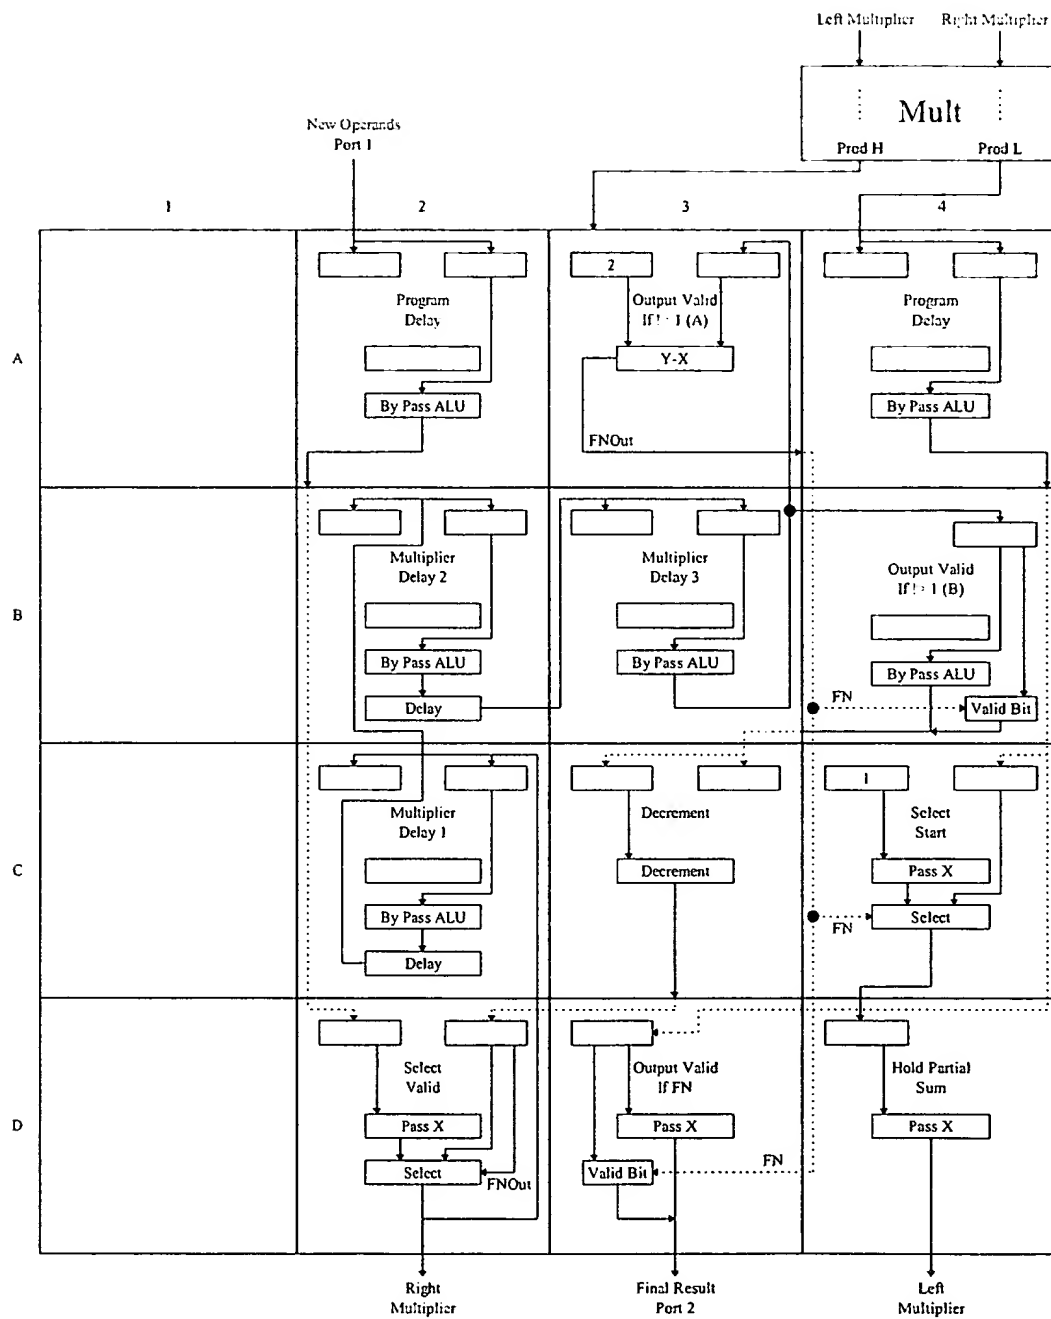 Left Multiplier Right Multiplier
Mult
New Operands
Port 1
Prod H Prod L
1 2 3 4
2
Program
Delay
Output Valid
(A)
Program
Delay
A
Y-X
By Pass ALU
By Pass ALU
FNOut
Multiplier
Delay 2
Multiplier
Delay 3
Output Valid
(B)
B
By Pass ALU
By Pass ALU
By Pass ALU
Delay
FN
Valid Bit
1
Multiplier
Delay 1
Decrement
Select
Start
C
Decrement
Pass X
By Pass ALU
Select
FN
Delay
Select
Valid
Output Valid
If FN
Hold Partial
Sum
D
Pass X
Pass X
Pass X
Select
FNOut
Valid Bit
FN
Right
Multiplier
Final Result
Port 2
Left
Multiplier